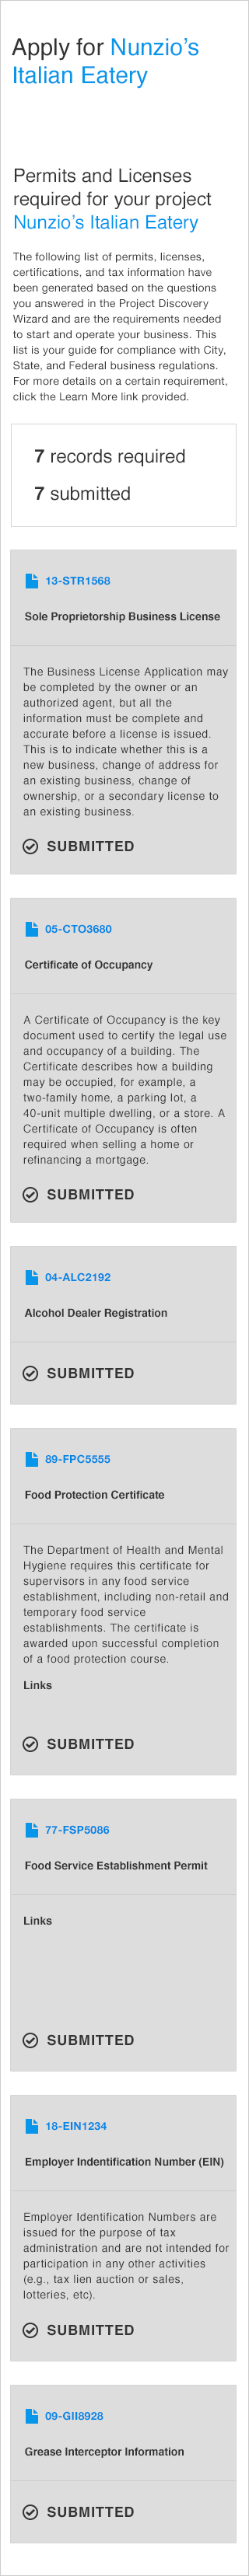 Apply for Nunzio’s
Italian Eatery
Permits and Licenses
required for your project
Nunzio’s Italian Eatery
The following list of permits, licenses,
certifications, and tax information have
been generated based on the questions
you answered in the Project Discovery
Wizard and are the requirements needed
to start and operate your business. This
list is your guide for compliance with City,
State, and Federal business regulations.
For more details on a certain requirement,
click the Learn More link provided.
7 records required
7 submitted
13-STR1568
Sole Proprietorship Business License
The Business License Application may
be completed by the owner or an
authorized agent, but all the
information must be complete and
accurate before a license is issued.
This is to indicate whether this is a
new business, change of address for
an existing business, change of
ownership, or a secondary license to
an existing business.
SUBMITTED
05-CTO3680
Certificate of Occupancy
A Certificate of Occupancy is the key
document used to certify the legal use
and occupancy of a building. The
Certificate describes how a building
may be occupied, for example, a
two-family home, a parking lot, a
40-unit multiple dwelling, or a store. A
Certificate of Occupancy is often
required when selling a home or
refinancing a mortgage.
SUBMITTED
04-ALC2192
Alcohol Dealer Registration
SUBMITTED
89-FPC5555
Food Protection Certificate
The Department of Health and Mental
Hygiene requires this certificate for
supervisors in any food service
establishment, including non-retail and
temporary food service
establishments. The certificate is
awarded upon successful completion
of a food protection course.
Links
SUBMITTED
77-FSP5086
Food Service Establishment Permit
Links
SUBMITTED
18-EIN1234
Employer Indentification Number (EIN)
Employer Identification Numbers are
issued for the purpose of tax
administration and are not intended for
participation in any other activities
(e.g., tax lien auction or sales,
lotteries, etc).
SUBMITTED
09-GII8928
Grease Interceptor Information
SUBMITTED